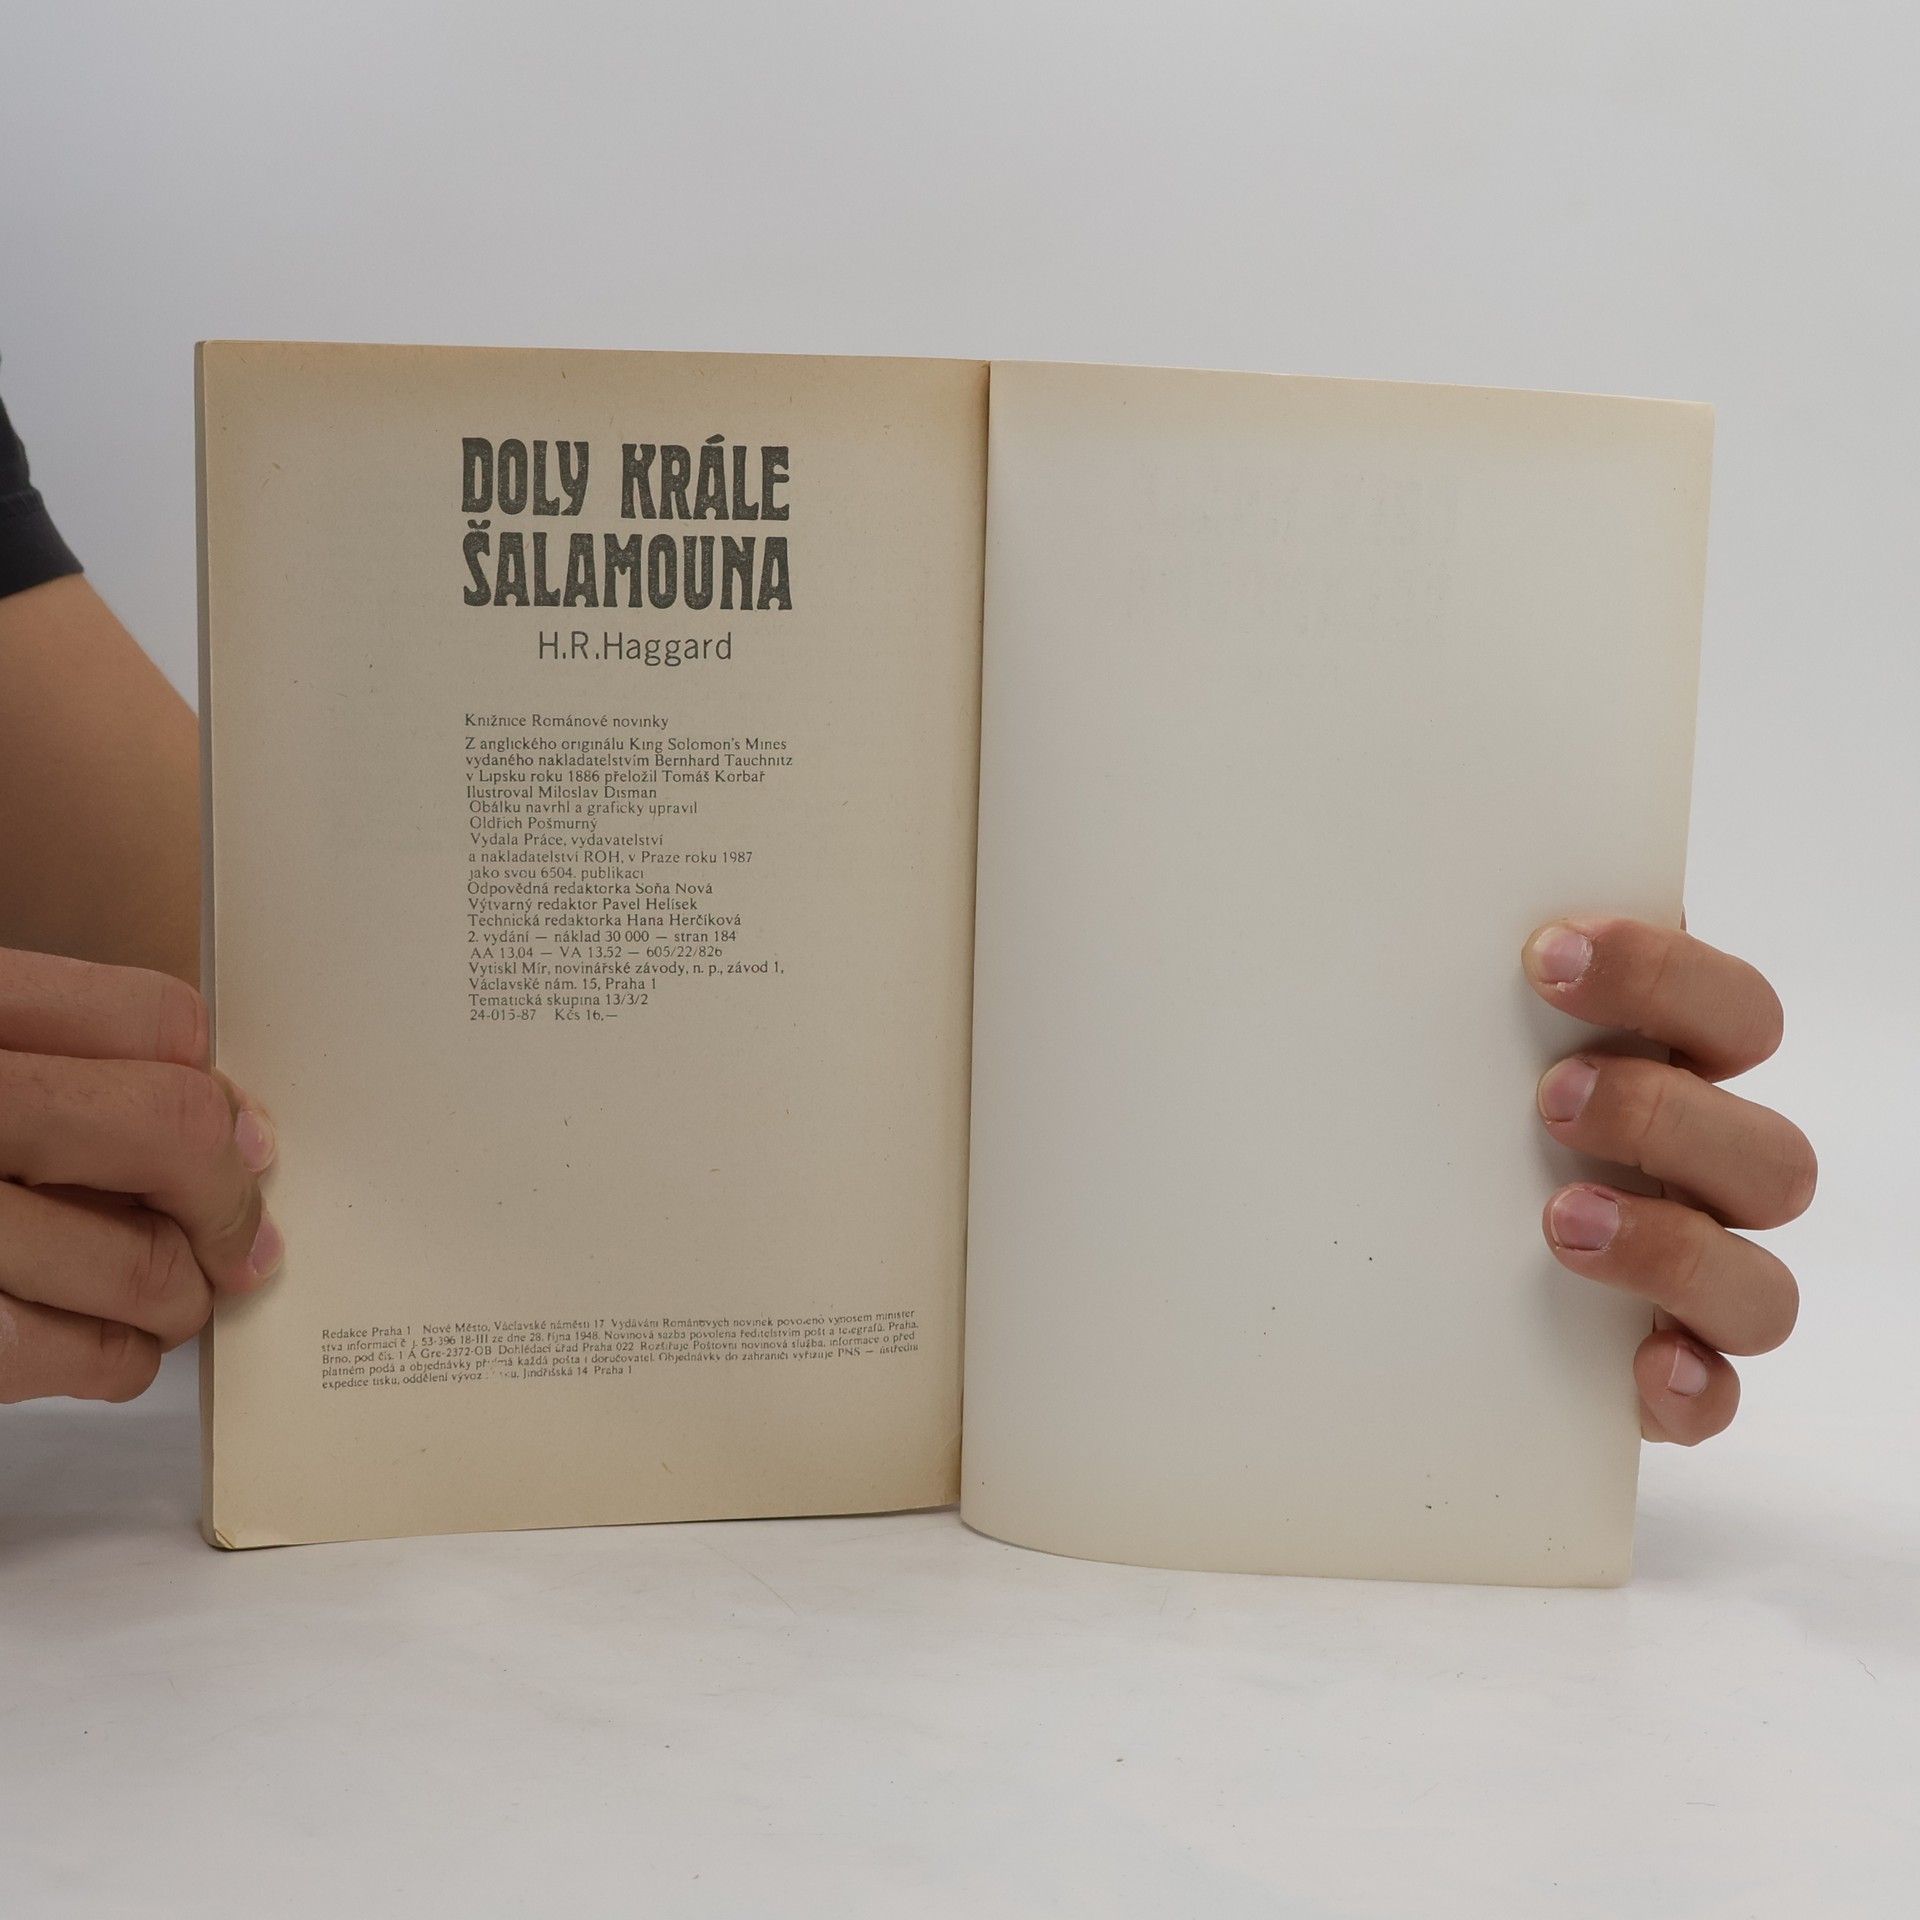 DOLY KRÁLE
ŠALAMOUNA
H.R.Haggard
Knižnice Románové novinky
Z anglického originálu King Solomon's Mines
vydaného nakladatelstvím Bernhard Tauchnitz
v Lipsku roku 1886 přeložil Tomáš Korbař
Ilustroval Miloslav Disman
Obálku navrhl a graficky upravil
Oldřich Pošmurný
Vydala Práce, vydavatelství
a nakladatelství ROH, v Praze roku 1987
jako svou 6504. publikaci
Odpovědná redaktorka Soňa Nová
Výtvarný redaktor Pavel Helísek
Technická redaktorka Hana Herčíková
2. vydání — náklad 30 000 — stran 184
AA 13,04 — VA 13,52 — 605/22/826
Vytiskl Mír, novinářské závody, n. p., závod 1,
Václavské nám. 15, Praha 1
Tematická skupina 13/3/2
24-015-87 Kčs 16,—
Redakce Praha 1 Nové Město, Václavské náměstí 17 Vydávání Románových novinek povoleno výnosem minister
stva informací č j. 53-396 18-III ze dne 28. října 1948. Novinová sazba povolena ředitelstvím pošt a telegrafů. Praha.
Brno, pod čís. 1 A Gre-2372-OB Dohlédací úřad Praha 022 Rozšiřuje Poštovní novinová služba, informace o před
platném podá a objednávky přijímá každá pošta i doručovatel. Objednávky do zahraničí vyřizuje PNS — ústřední
expedice tisku, oddělení vývoz Jindřišská 14 Praha 1